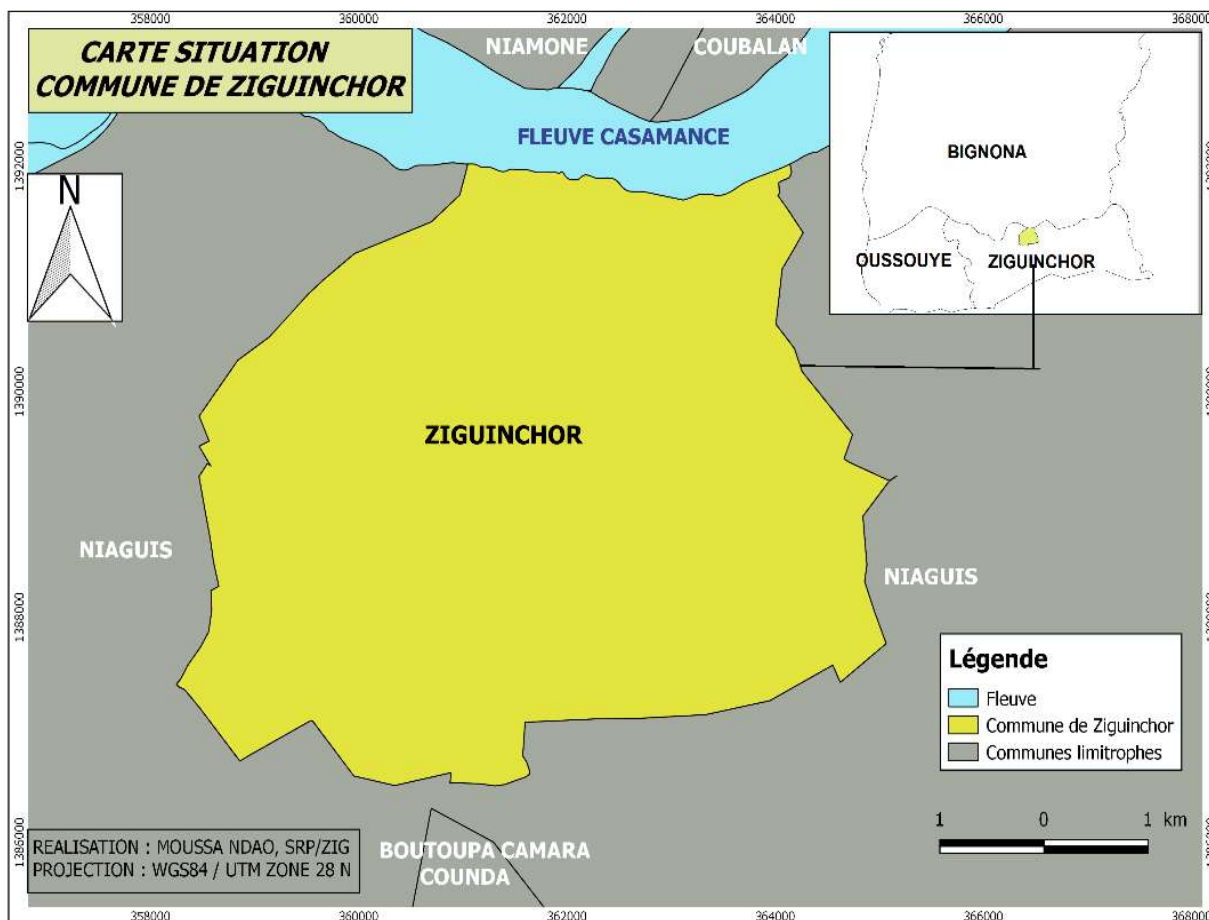 358000 360000 362000 364000 366000 368000
CARTE SITUATION
COMMUNE DE ZIGUINCHOR
NIAMONE
COUBALAN
FLEUVE CASAMANCE
BIGNONA
OUSSOUYE
ZIGUINCHOR
1392000
N
1390000
ZIGUINCHOR
NIAGUIS
NIAGUIS
1388000
Légende
Fleuve
Commune de Ziguinchor
Communes limitrophes
1 0 1 km
1386000
REALISATION : MOUSSA NDAO, SRP/ZIG
PROJECTION : WGS84 / UTM ZONE 28 N
BOUTOUPA CAMARA
COUNDA
358000 360000 362000 364000 366000 368000